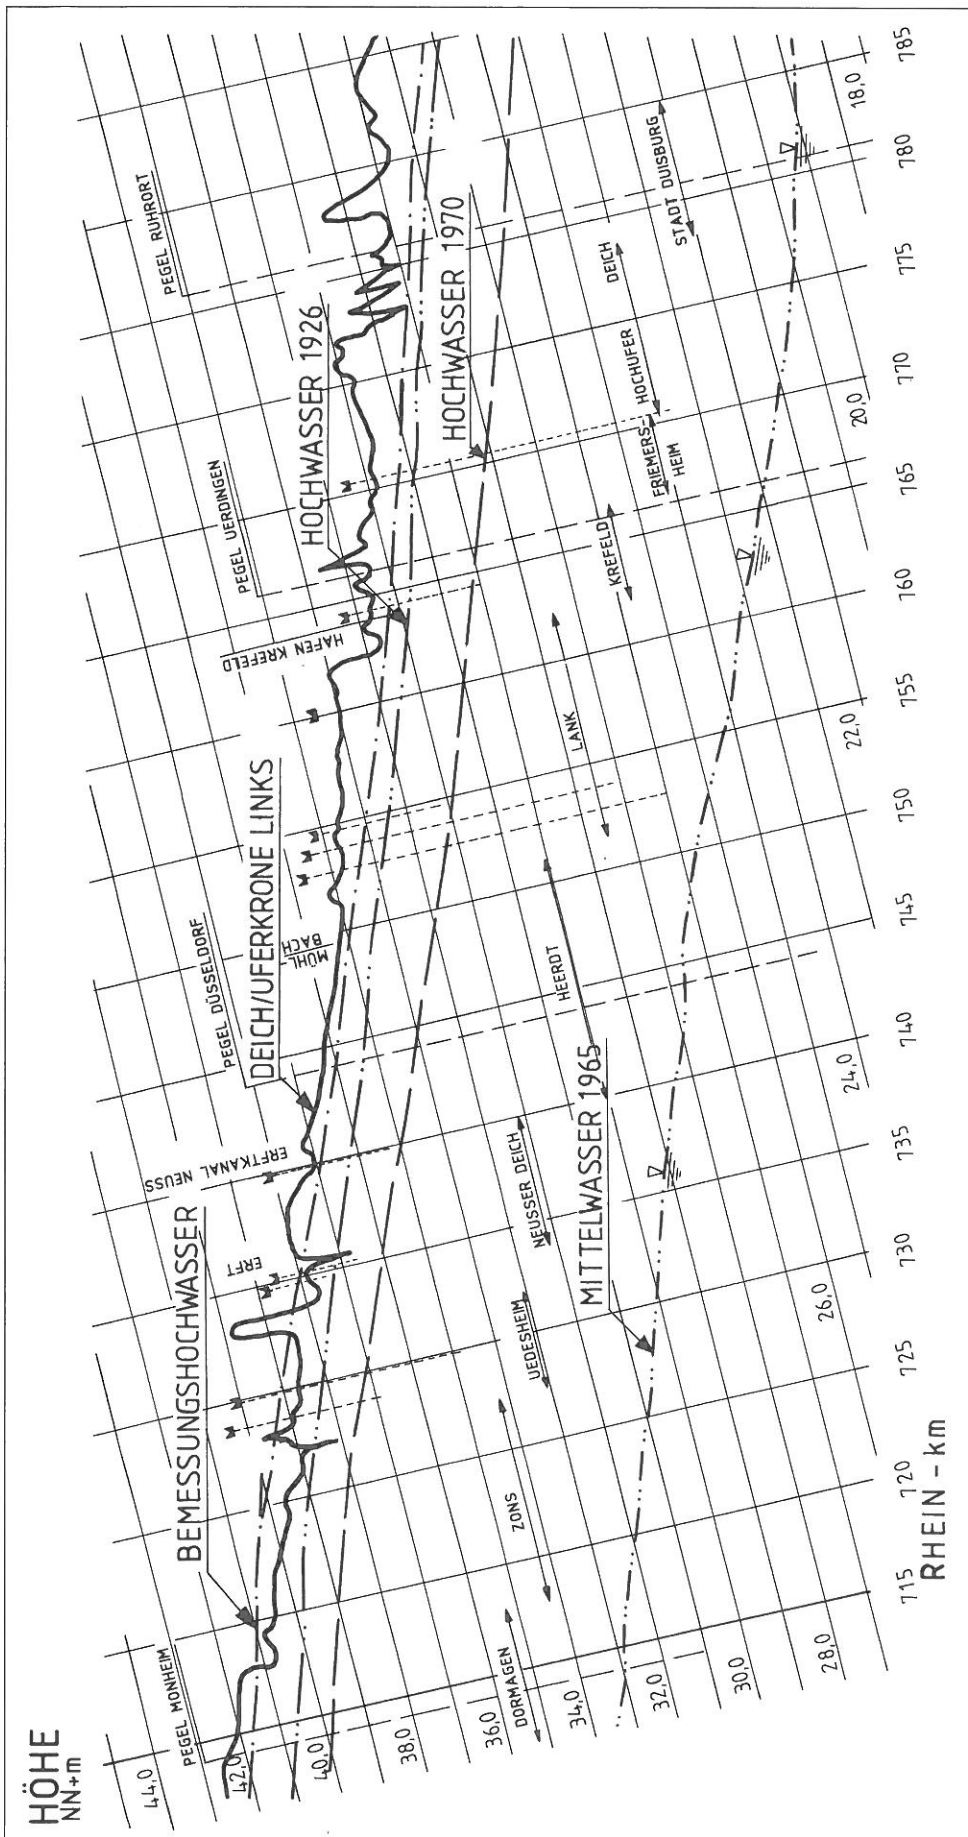 HÖHE
NN+m
44,0
42,0
40,0
38,0
36,0
34,0
32,0
30,0
28,0
26,0
24,0
22,0
20,0
18,0
PEGEL MONHEIM
BEMESSUNGSHOCHWASSER
ERFT
ERFTKANAL NEUSS
PEGEL DÜSSELDORF
DEICH/UFERKRONE LINKS
MÜHL
BACH
HAFEN KREFELD
PEGEL UERDINGEN
HOCHWASSER 1926
PEGEL RUHRORT
HOCHWASSER 1970
DORMAGEN
ZONS
UEDESHEIM
NEUSSER DEICH
HEERDT
LANK
KREFELD
FRIEMERS-
HEIM
HOCHUFER
DEICH
STADT DUISBURG
MITTELWASSER 1965
715
720
725
730
735
740
745
750
755
760
765
770
775
780
785
RHEIN - km